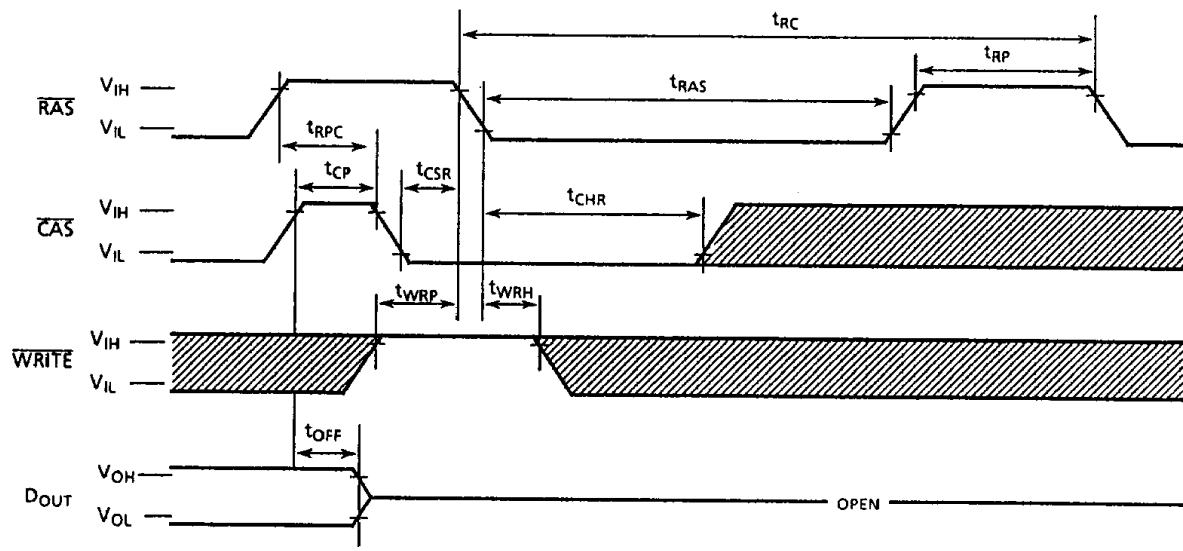 tRC
tRP
tRAS
VIH
RAS
VIL
tRPC
tCP
tCSR
tCHR
VIH
CAS
VIL
tWRP
tWRH
VIH
WRITE
VIL
tOFF
VOH
DOUT
OPEN
VOL